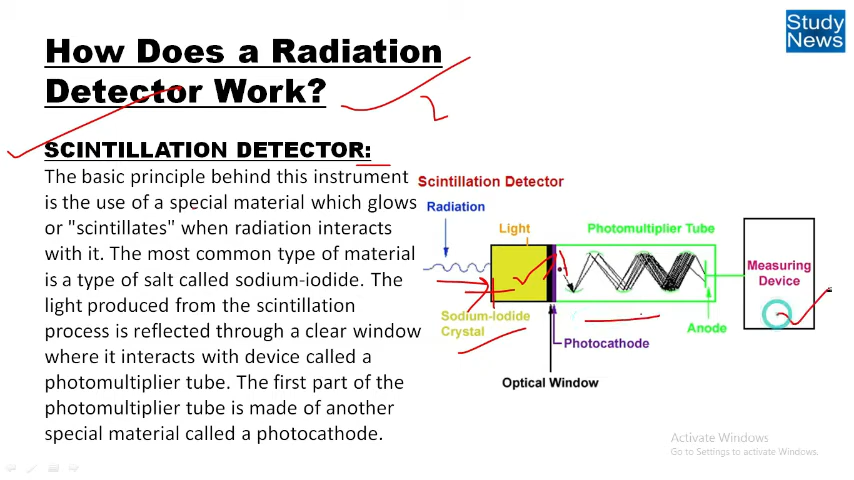 Study
News
How Does a Radiation
Detector Work?
2
SCINTILLATION DETECTOR:
The basic principle behind this instrument
is the use of a special material which glows
or "scintillates" when radiation interacts
with it. The most common type of material
is a type of salt called sodium-iodide. The
light produced from the scintillation
process is reflected through a clear window
where it interacts with device called a
photomultiplier tube. The first part of the
photomultiplier tube is made of another
special material called a photocathode.
Scintillation Detector
Radiation
Light
Photomultiplier Tube
Measuring
Device
Sodium-Iodide
Crystal
Anode
Photocathode
Optical Window
Activate Windows
Go to Settings to activate Windows.